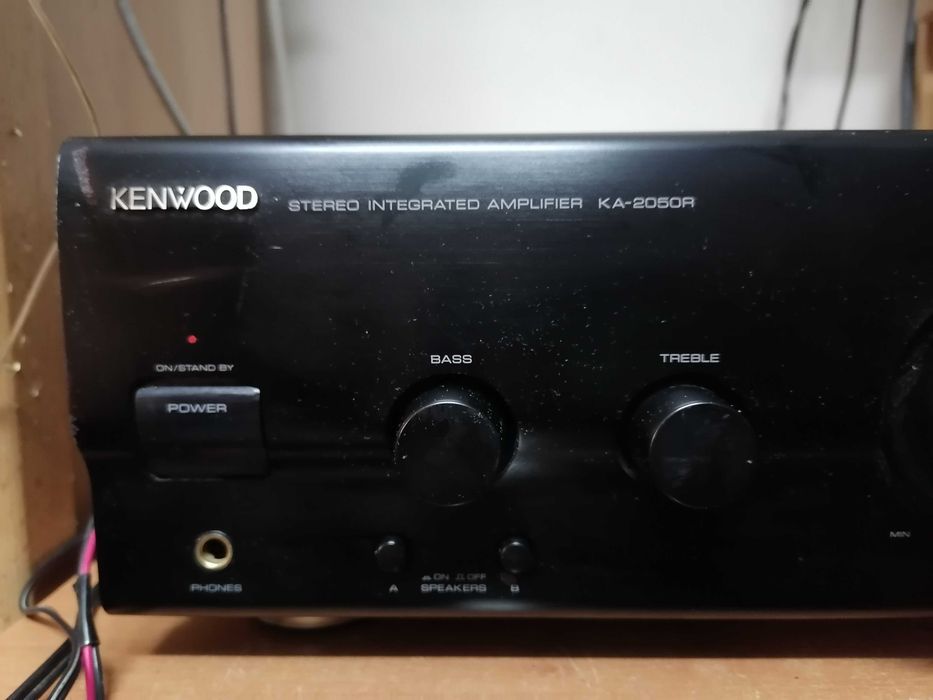 KENWOOD STEREO INTEGRATED AMPLIFIER KA-2050R
ON/STAND BY
POWER
BASS
TREBLE
MIN
PHONES
ON OFF
A SPEAKERS B